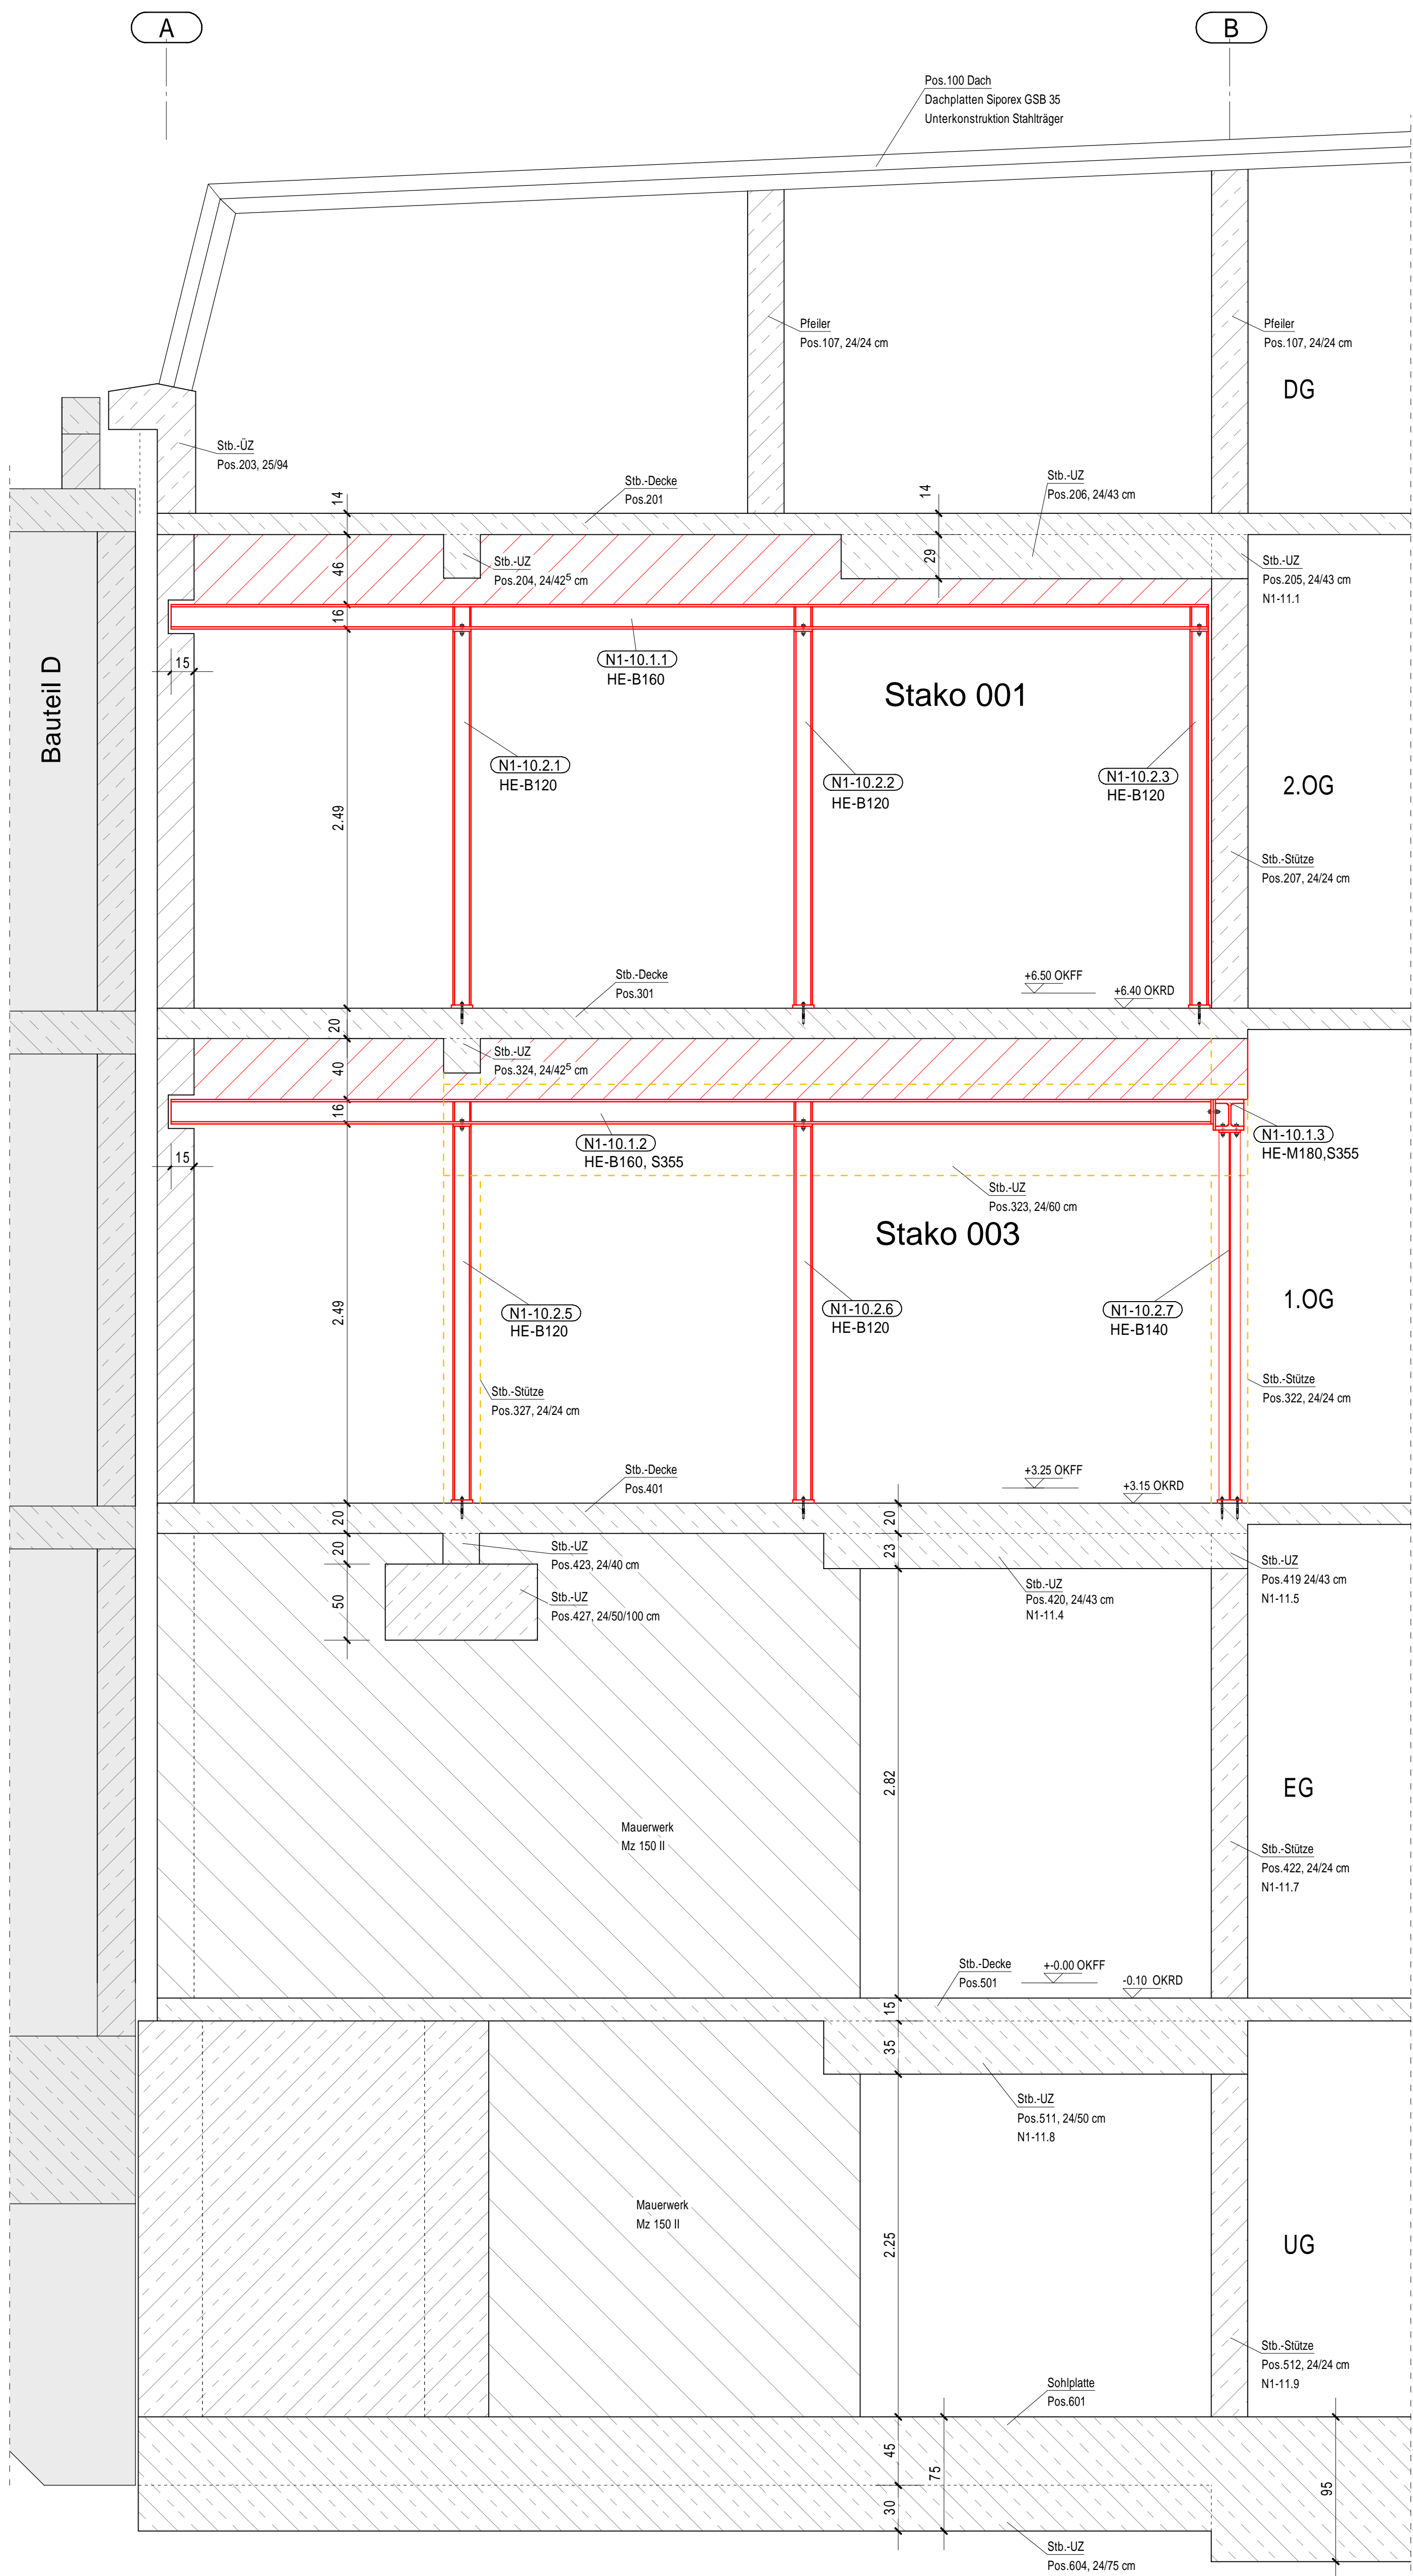 A
B
Pos.100 Dach
Dachplatten Siporex GSB 35
Unterkonstruktion Stahlträger
Pfeiler
Pos.107, 24/24 cm
Pfeiler
Pos.107, 24/24 cm
DG
Stb.-ÜZ
Pos.203, 25/94
Stb.-Decke
Pos.201
Stb.-UZ
Pos.206, 24/43 cm
14
14
46
29
16
Stb.-UZ
Pos.204, 24/42⁵ cm
Stb.-UZ
Pos.205, 24/43 cm
N1-11.1
15
N1-10.1.1
HE-B160
Stako 001
Bauteil D
N1-10.2.1
HE-B120
N1-10.2.2
HE-B120
N1-10.2.3
HE-B120
2.OG
2.49
Stb.-Stütze
Pos.207, 24/24 cm
Stb.-Decke
Pos.301
+6.50 OKFF
+6.40 OKRD
20
40
16
Stb.-UZ
Pos.324, 24/42⁵ cm
15
N1-10.1.2
HE-B160, S355
N1-10.1.3
HE-M180,S355
Stb.-UZ
Pos.323, 24/60 cm
Stako 003
N1-10.2.5
HE-B120
N1-10.2.6
HE-B120
N1-10.2.7
HE-B140
1.OG
2.49
Stb.-Stütze
Pos.327, 24/24 cm
Stb.-Stütze
Pos.322, 24/24 cm
Stb.-Decke
Pos.401
+3.25 OKFF
+3.15 OKRD
20
20
50
20
23
Stb.-UZ
Pos.423, 24/40 cm
Stb.-UZ
Pos.427, 24/50/100 cm
Stb.-UZ
Pos.420, 24/43 cm
N1-11.4
Stb.-UZ
Pos.419 24/43 cm
N1-11.5
2.82
EG
Mauerwerk
Mz 150 II
Stb.-Stütze
Pos.422, 24/24 cm
N1-11.7
Stb.-Decke
Pos.501
+-0.00 OKFF
-0.10 OKRD
15
35
Stb.-UZ
Pos.511, 24/50 cm
N1-11.8
Mauerwerk
Mz 150 II
2.25
UG
Stb.-Stütze
Pos.512, 24/24 cm
N1-11.9
Sohlplatte
Pos.601
45
75
30
95
Stb.-UZ
Pos.604, 24/75 cm